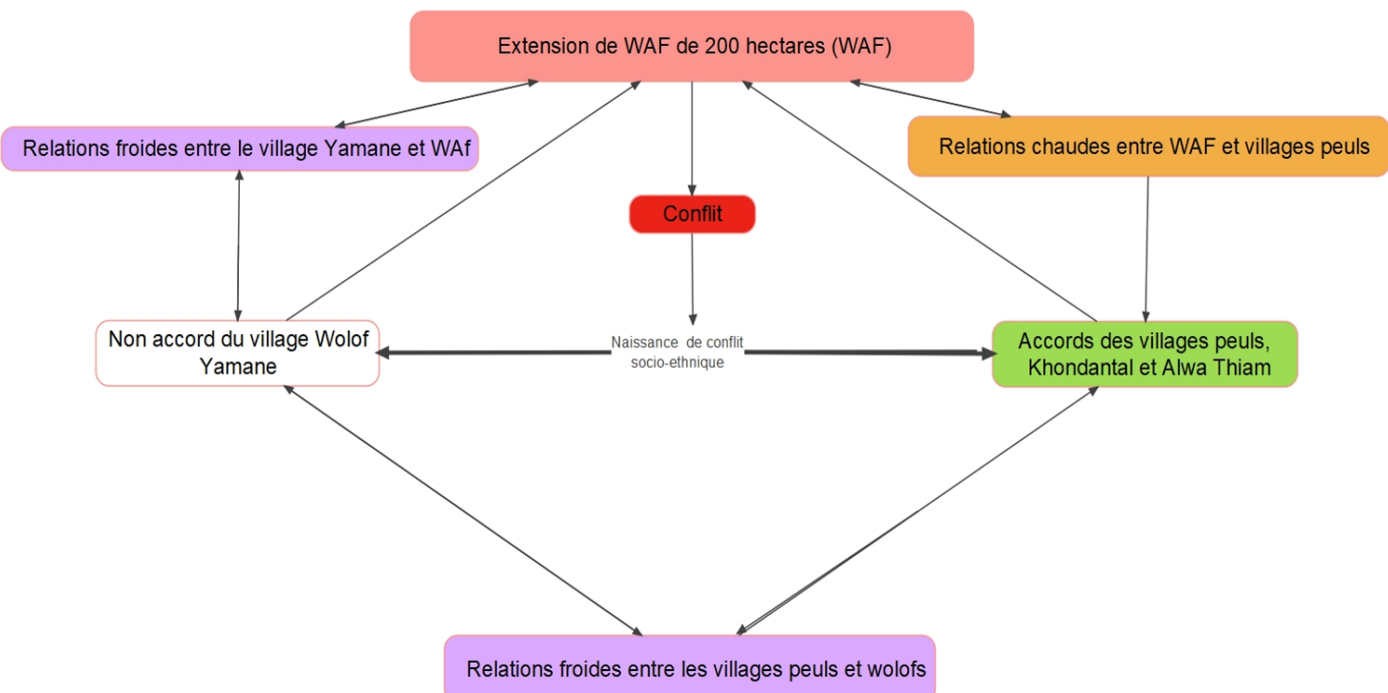 Extension de WAF de 200 hectares (WAF)
Relations froides entre le village Yamane et WAf
Relations chaudes entre WAF et villages peuls
Conflit
Non accord du village Wolof
Yamane
Naissance de conflit
socio-ethnique
Accords des villages peuls,
Khondantal et Alwa Thiam
Relations froides entre les villages peuls et wolofs